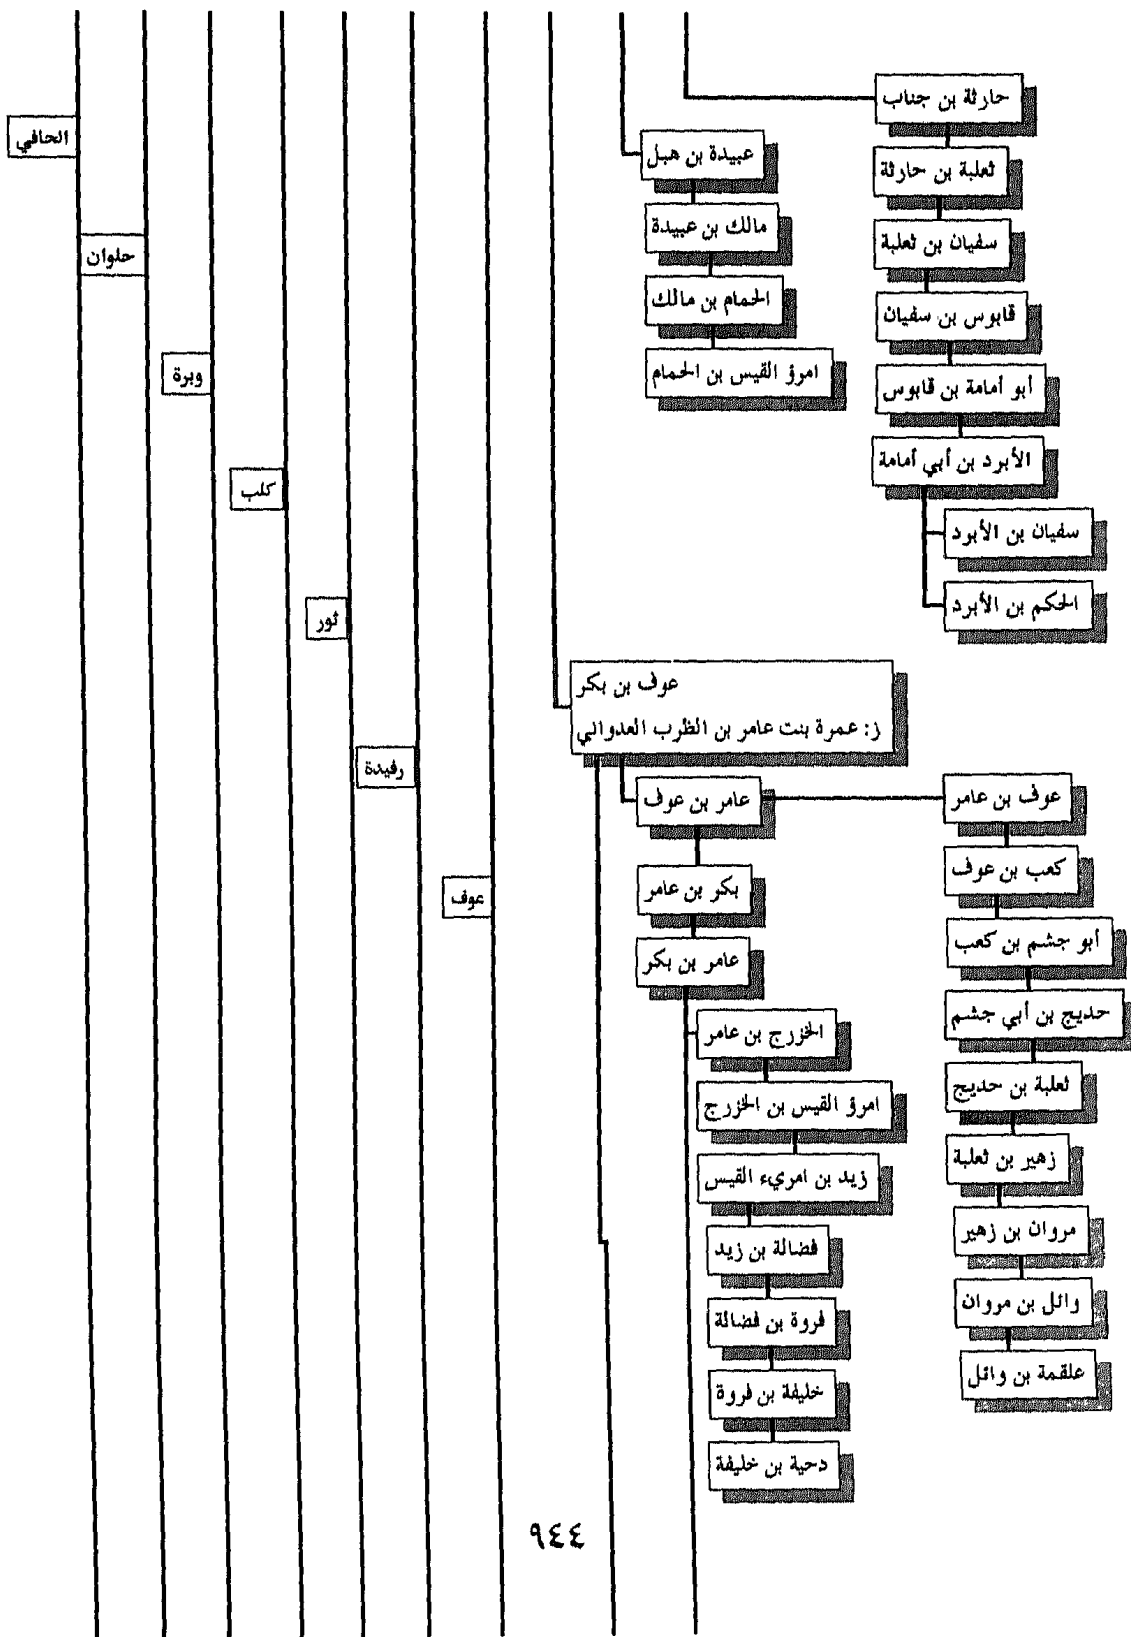 حارثة بن جناب
ثعلبة بن حارثة
سفيان بن ثعلبة
قابوس بن سفيان
أبو أمامة بن قابوس
الأبرد بن أبي أمامة
سفيان بن الأبرد
الحكم بن الأبرد
عبيدة بن هبل
مالك بن عبيدة
الحمام بن مالك
امرؤ القيس بن الحمام
الحافي
حلوان
وبرة
كلب
ثور
رفيدة
عوف
عوف بن بكر
ز: عمرة بنت عامر بن الظرب العدواني
عوف بن عامر
كعب بن عوف
أبو جشم بن كعب
حديج بن أبي جشم
ثعلبة بن حديج
زهير بن ثعلبة
مروان بن زهير
وائل بن مروان
علقمة بن وائل
عامر بن عوف
بكر بن عامر
عامر بن بكر
الخزرج بن عامر
امرؤ القيس بن الخزرج
زيد بن امريء القيس
فضالة بن زيد
فروة بن فضالة
خليفة بن فروة
دحية بن خليفة
٩٤٤